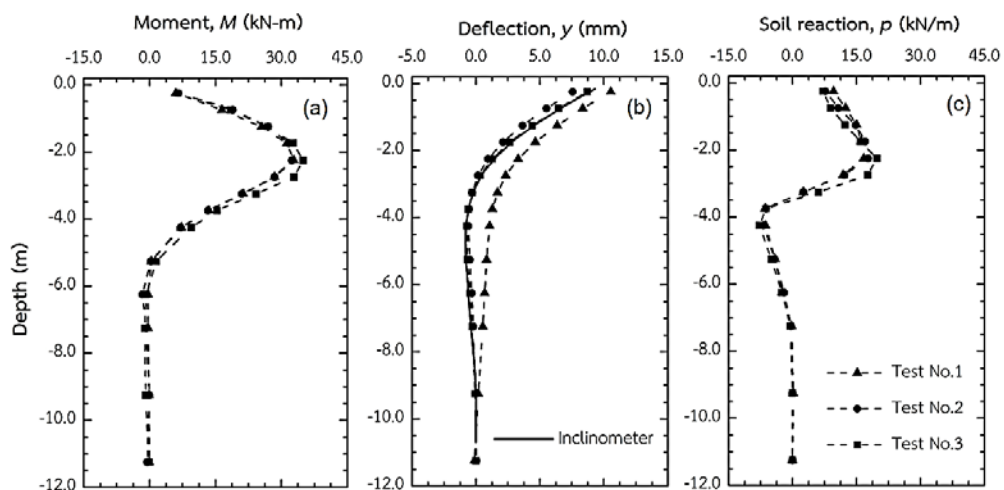 Moment, M (kN-m)
-15.0 0.0 15.0 30.0 45.0
Deflection, y (mm)
-5.0 0.0 5.0 10.0 15.0
Soil reaction, p (kN/m)
-15.0 0.0 15.0 30.0 45.0
Depth (m)
0.0
-2.0
-4.0
-6.0
-8.0
-10.0
-12.0
(a)
0.0
-2.0
-4.0
-6.0
-8.0
-10.0
-12.0
(b)
Inclinometer
0.0
-2.0
-4.0
-6.0
-8.0
-10.0
-12.0
(c)
Test No.1
Test No.2
Test No.3